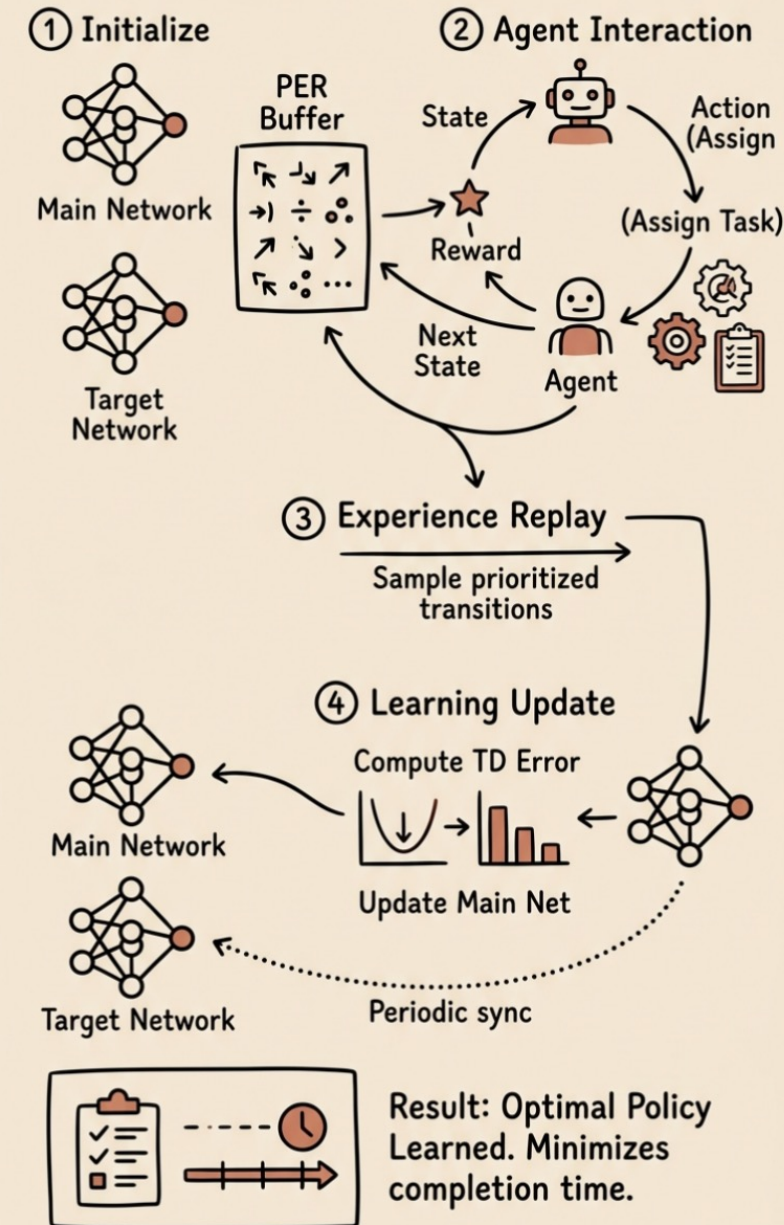 ① Initialize
Main Network
Target
Network
PER
Buffer
② Agent Interaction
State
Action
(Assign
(Assign Task)
Reward
Next
State
Agent
③ Experience Replay
Sample prioritized
transitions
④ Learning Update
Compute TD Error
Update Main Net
Main Network
Target Network
Periodic sync
Result: Optimal Policy
Learned. Minimizes
completion time.